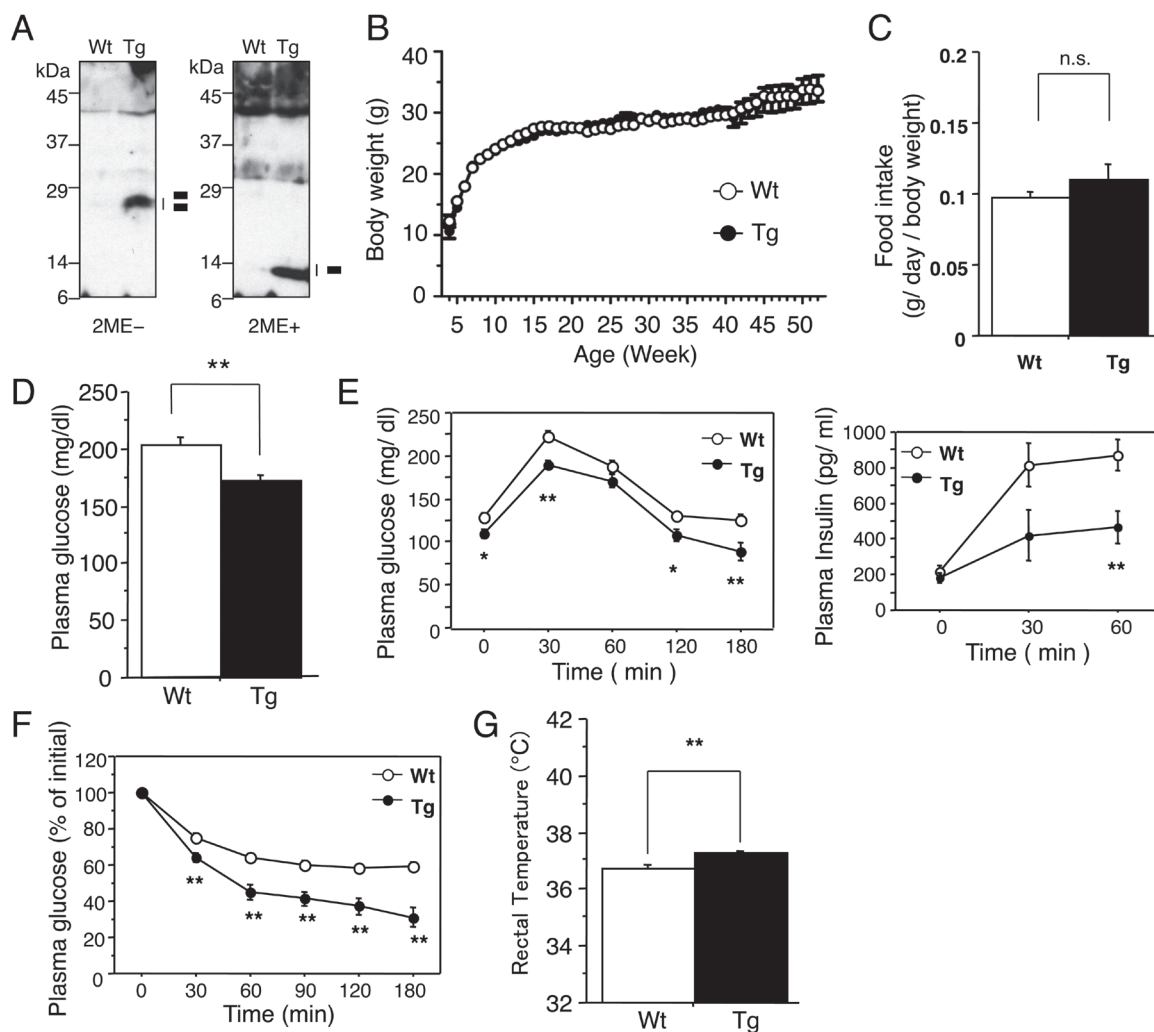 A
Wt Tg
Wt Tg
kDa
45
37
29
14
6
2ME–
kDa
45
37
29
14
6
2ME+
B
Body weight (g)
40
30
20
10
0
Wt
Tg
5 10 15 20 25 30 35 40 45 50
Age (Week)
C
Food intake
(g/ day / body weight)
0.2
0.15
0.1
0.05
0
n.s.
Wt Tg
D
Plasma glucose (mg/dl)
250
200
150
100
50
0
**
Wt Tg
E
Plasma glucose (mg/ dl)
250
200
150
100
50
0
Wt
Tg
*
**
*
**
0 30 60 120 180
Time ( min )
Plasma Insulin (pg/ ml)
1000
800
600
400
200
0
Wt
Tg
**
0 30 60
Time ( min )
F
Plasma glucose (% of initial)
120
100
80
60
40
20
0
Wt
Tg
**
**
**
**
**
0 30 60 90 120 180
Time (min)
G
Rectal Temperature (°C)
42
40
38
36
34
32
**
Wt Tg